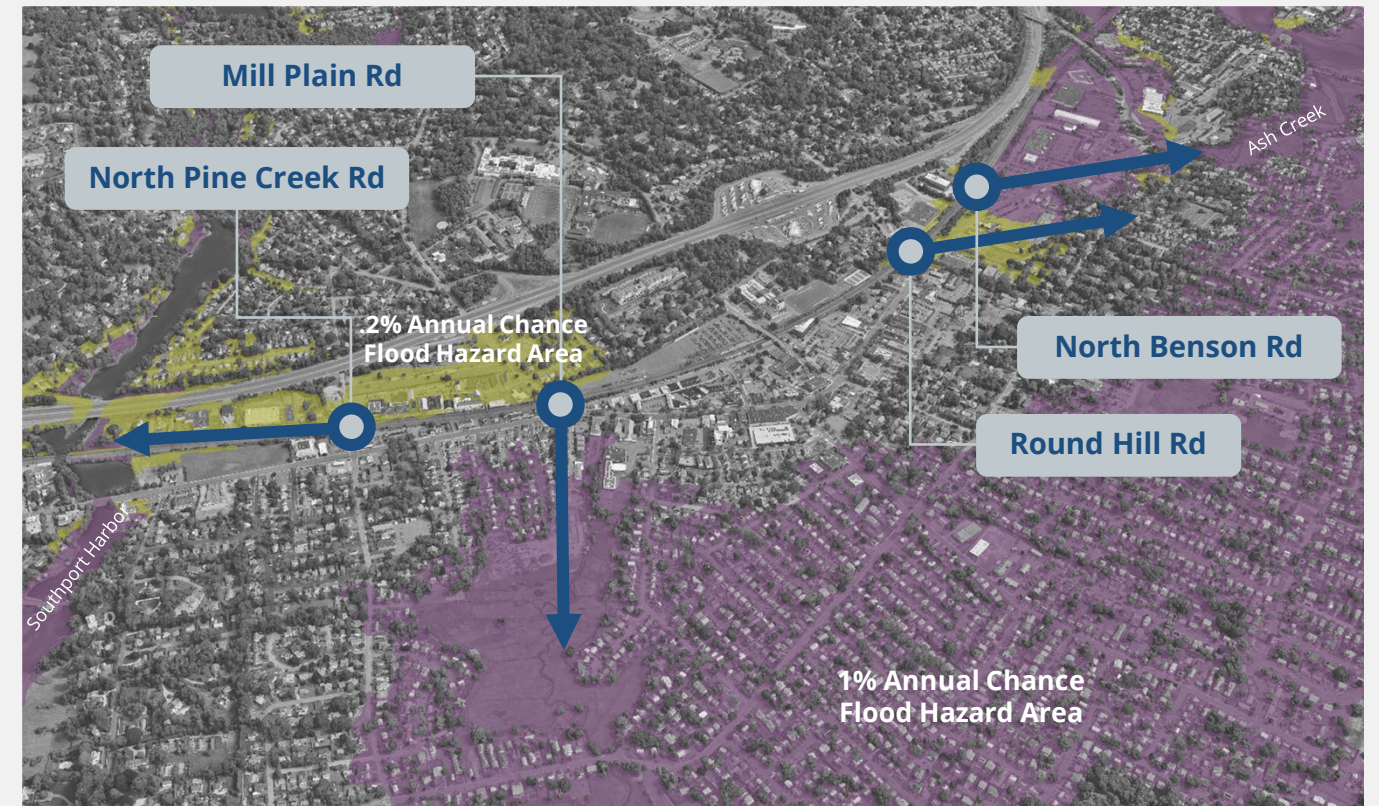 Mill Plain Rd
North Pine Creek Rd
Ash Creek
.2% Annual Chance
Flood Hazard Area
North Benson Rd
Round Hill Rd
Southport Harbor
1% Annual Chance
Flood Hazard Area